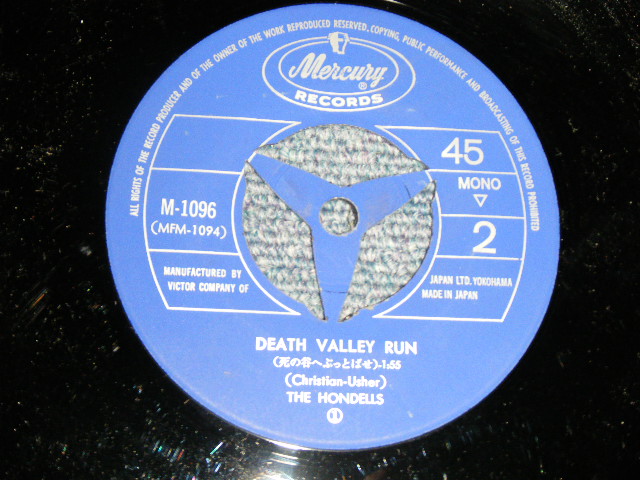 ALL RIGHTS OF THE RECORD PRODUCER AND OF THE OWNER OF THE WORK REPRODUCED RESERVED. COPYING, PUBLIC PERFORMANCE AND BROADCASTING OF THIS RECORD PROHIBITED
Mercury
®
RECORDS
45
MONO
▽
2
M-1096
(MFM-1094)
MANUFACTURED BY
VICTOR COMPANY OF
JAPAN LTD. YOKOHAMA
MADE IN JAPAN
DEATH VALLEY RUN
(死の谷へぶっとばせ)-1:55
(Christian-Usher)
THE HONDELLS
①